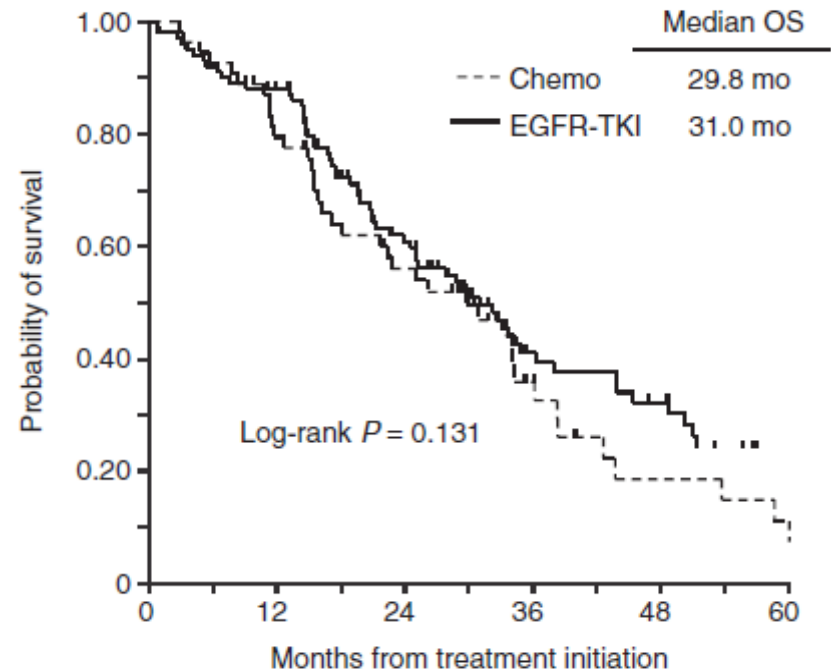 Median OS
Chemo 29.8 mo
EGFR-TKI 31.0 mo
Probability of survival
1.00
0.80
0.60
0.40
0.20
0
Log-rank P = 0.131
0 12 24 36 48 60
Months from treatment initiation